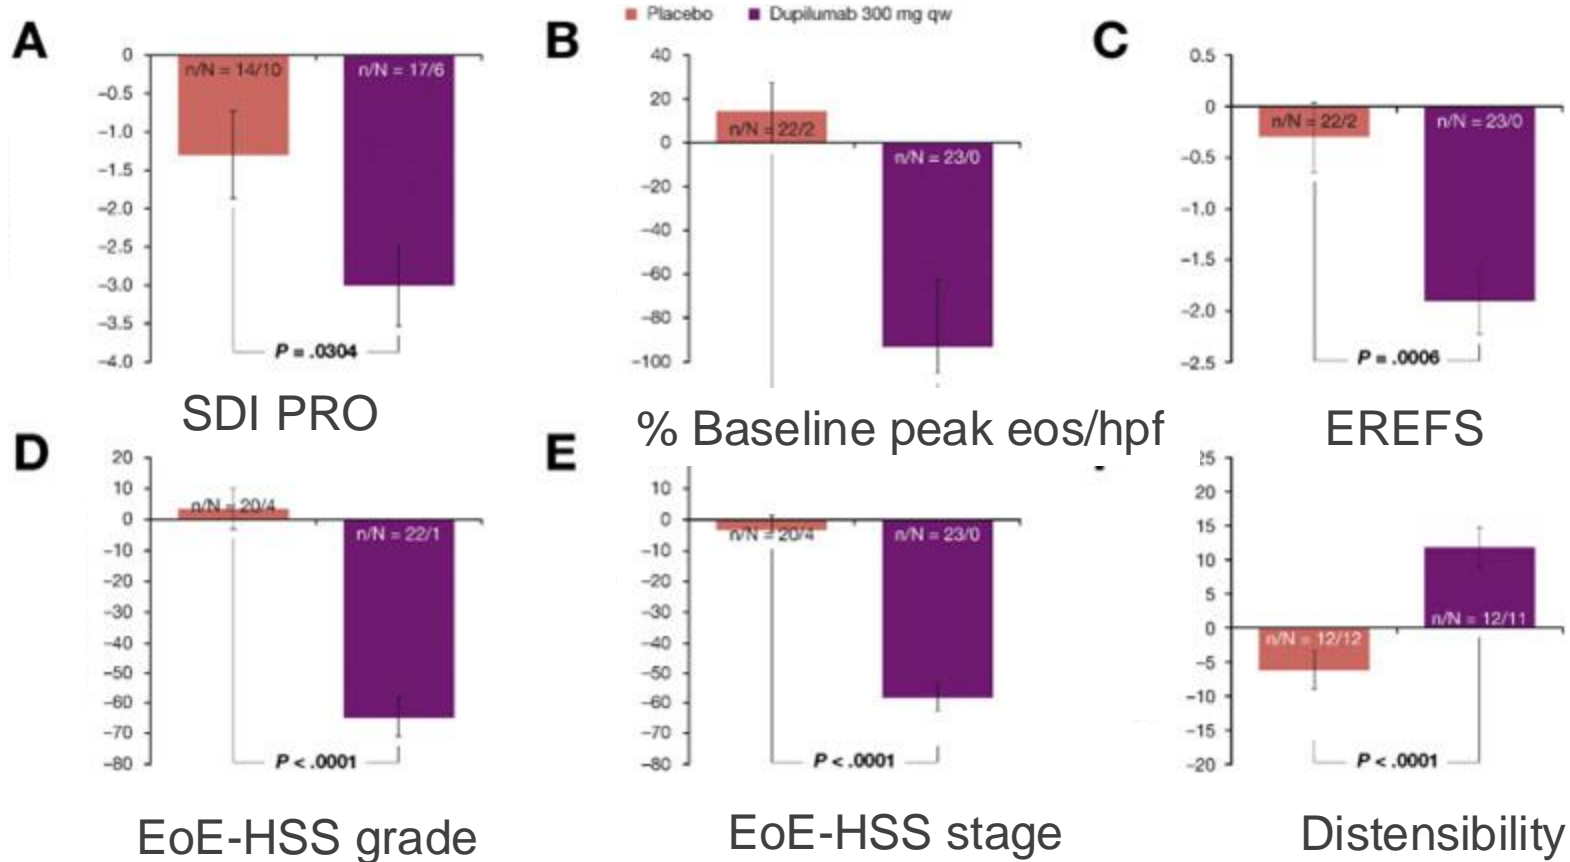 Placebo Dupilumab 300 mg qw
A
0
−0.5
−1.0
−1.5
−2.0
−2.5
−3.0
−3.5
−4.0
n/N = 14/10
n/N = 17/6
P = .0304
SDI PRO
B
40
20
0
−20
−40
−60
−80
−100
n/N = 22/2
n/N = 23/0
% Baseline peak eos/hpf
C
0.5
0
−0.5
−1.0
−1.5
−2.0
−2.5
n/N = 22/2
n/N = 23/0
P = .0006
EREFS
D
20
10
0
−10
−20
−30
−40
−50
−60
−70
−80
n/N = 20/4
n/N = 22/1
P < .0001
EoE-HSS grade
E
10
0
−10
−20
−30
−40
−50
−60
−70
−80
n/N = 20/4
n/N = 23/0
P < .0001
EoE-HSS stage
25
20
15
10
5
0
−5
−10
−15
−20
n/N = 12/12
n/N = 12/11
P < .0001
Distensibility